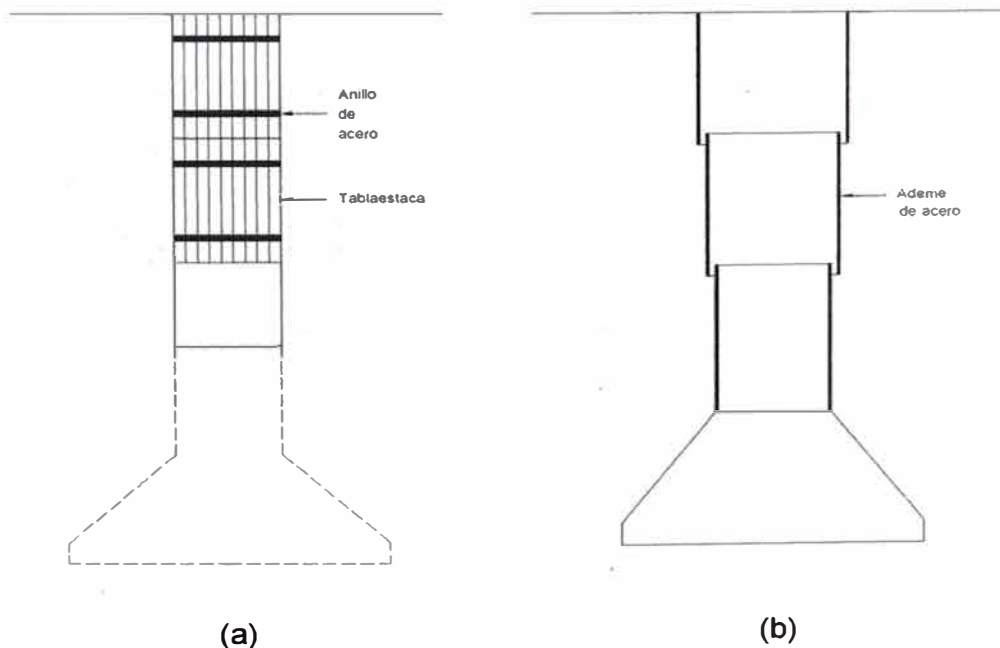 Anillo
de
acero
Tablaestaca
Ademe
de acero
(a)
(b)